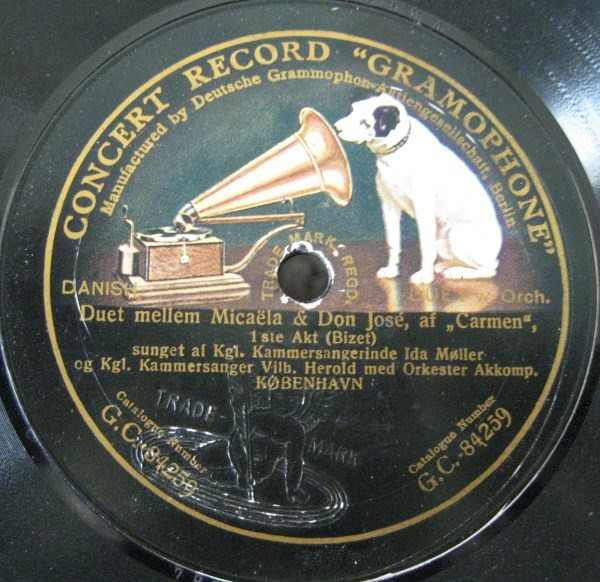 CONCERT RECORD "GRAMOPHONE"
Manufactured by Deutsche Grammophon-Aktiengesellschaft, Berlin.
TRADE MARK REGD.
DANISH
DUET w. Orch.
Duet mellem Micaëla & Don José, af „Carmen“,
1ste Akt (Bizet)
sunget af Kgl. Kammersangerinde Ida Møller
og Kgl. Kammersanger Vilh. Herold med Orkester Akkomp.
KØBENHAVN
TRADE MARK
Catalogue Number
G.C.-84259
Catalogue Number
G.C.-84259